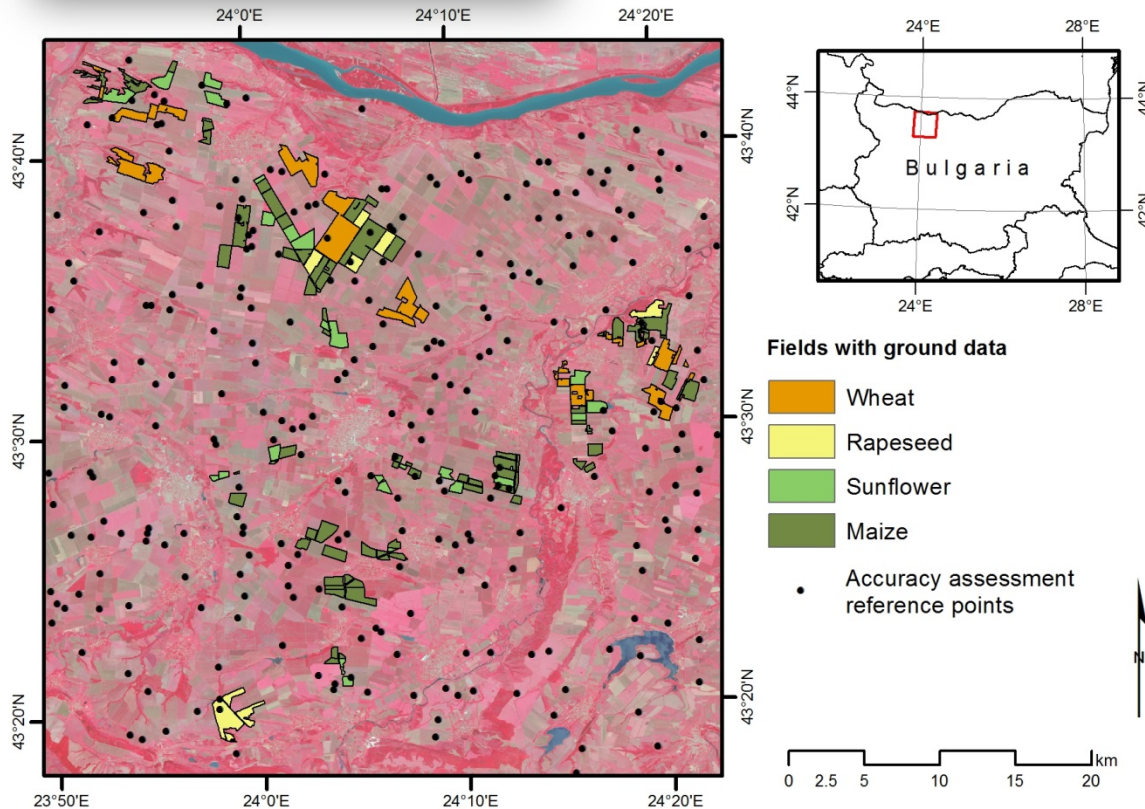 24°0'E 24°10'E 24°20'E
43°40'N
43°30'N
43°20'N
43°40'N
43°30'N
43°20'N
23°50'E 24°0'E 24°10'E 24°20'E
24°E 28°E
44°N
42°N
44°N
42°N
Bulgaria
24°E 28°E
Fields with ground data
Wheat
Rapeseed
Sunflower
Maize
Accuracy assessment
reference points
N
km
0 2.5 5 10 15 20